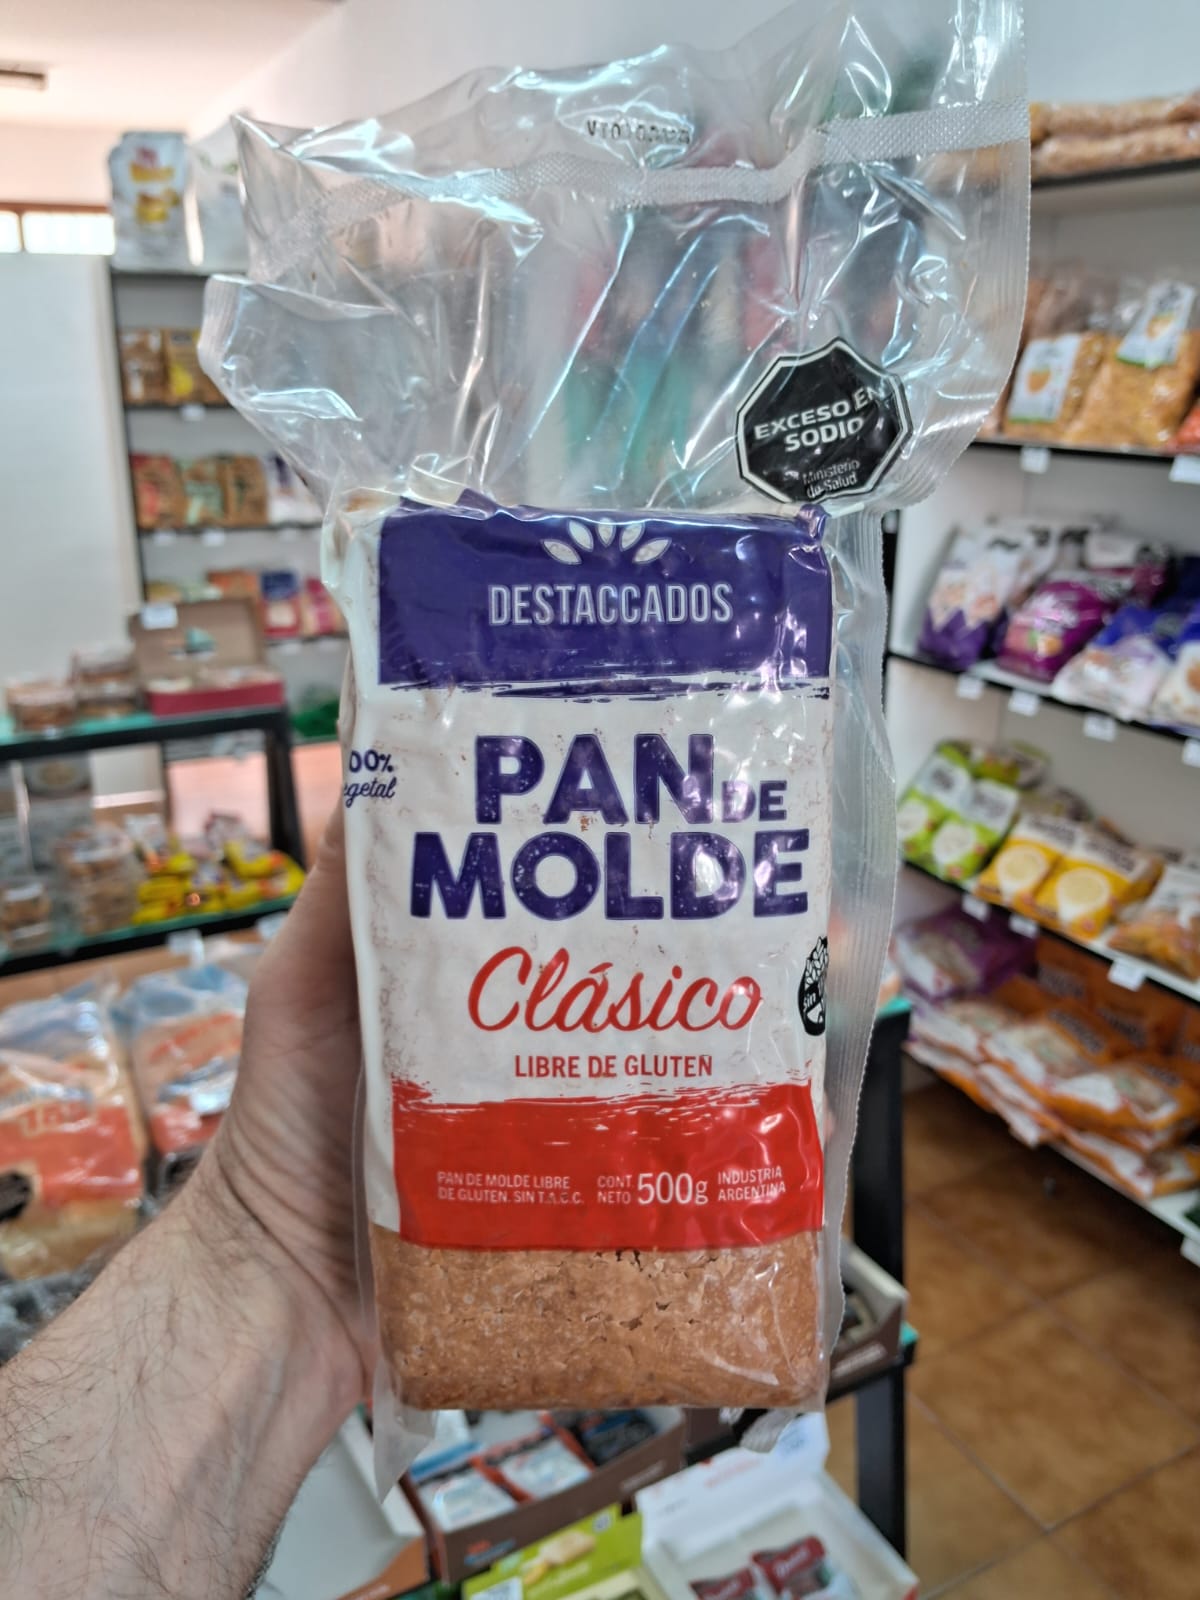 EXCESO EN
SODIO
Ministerio
de Salud
DESTACCADOS
00%
egetal
PAN DE
MOLDE
Clásico
sin
LIBRE DE GLUTEN
PAN DE MOLDE LIBRE
DE GLUTEN. SIN T.A.C.C.
CONT
NETO
500g
INDUSTRIA
ARGENTINA